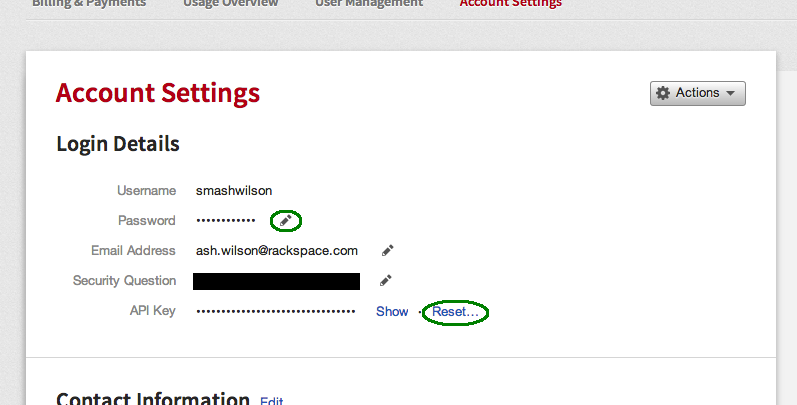 Billing & Payments Usage Overview User Management Account Settings
Account Settings
Actions
Login Details
Username smashwilson
Password ••••••••••••
Email Address ash.wilson@rackspace.com
Security Question
API Key •••••••••••••••••••••••••••••••• Show · Reset...
Contact Information Edit